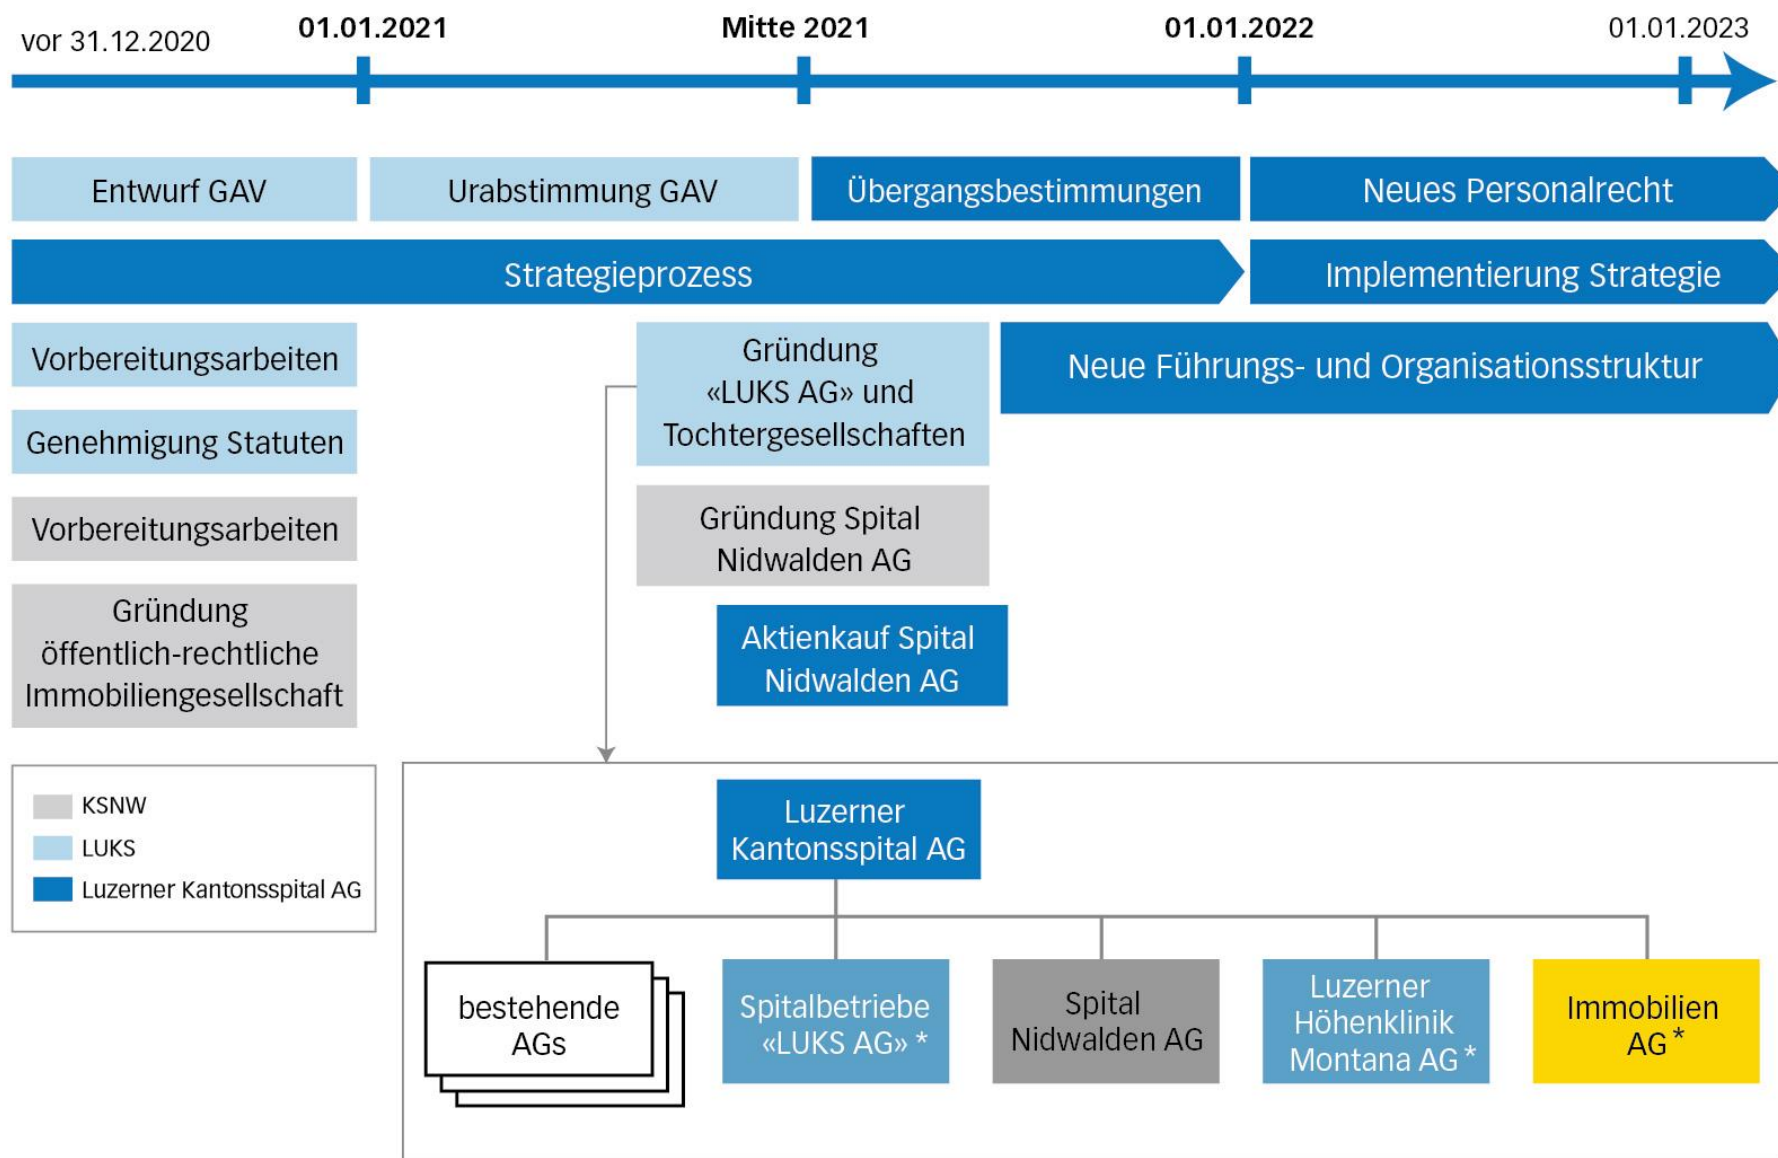 vor 31.12.2020
01.01.2021
Mitte 2021
01.01.2022
01.01.2023
Entwurf GAV
Urabstimmung GAV
Übergangsbestimmungen
Neues Personalrecht
Strategieprozess
Implementierung Strategie
Vorbereitungsarbeiten
Gründung
«LUKS AG» und
Tochtergesellschaften
Neue Führungs- und Organisationsstruktur
Genehmigung Statuten
Vorbereitungsarbeiten
Gründung Spital
Nidwalden AG
Gründung
öffentlich-rechtliche
Immobiliengesellschaft
Aktienkauf Spital
Nidwalden AG
KSNW
LUKS
Luzerner Kantonsspital AG
Luzerner
Kantonsspital AG
bestehende
AGs
Spitalbetriebe
«LUKS AG» *
Spital
Nidwalden AG
Luzerner
Höhenklinik
Montana AG *
Immobilien
AG *